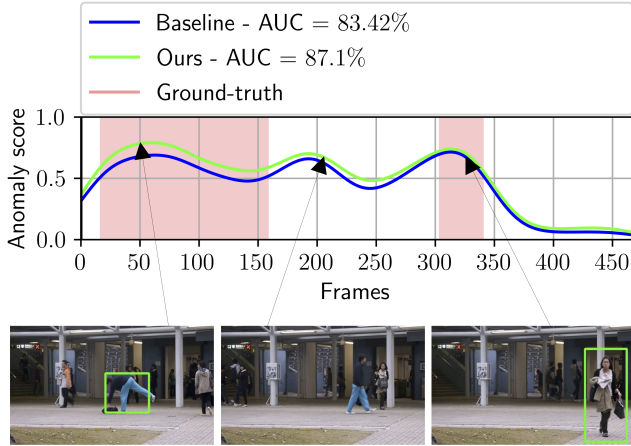 Baseline - AUC = 83.42%
Ours - AUC = 87.1%
Ground-truth
Anomaly score
1.0
0.5
0.0
0 50 100 150 200 250 300 350 400 450
Frames